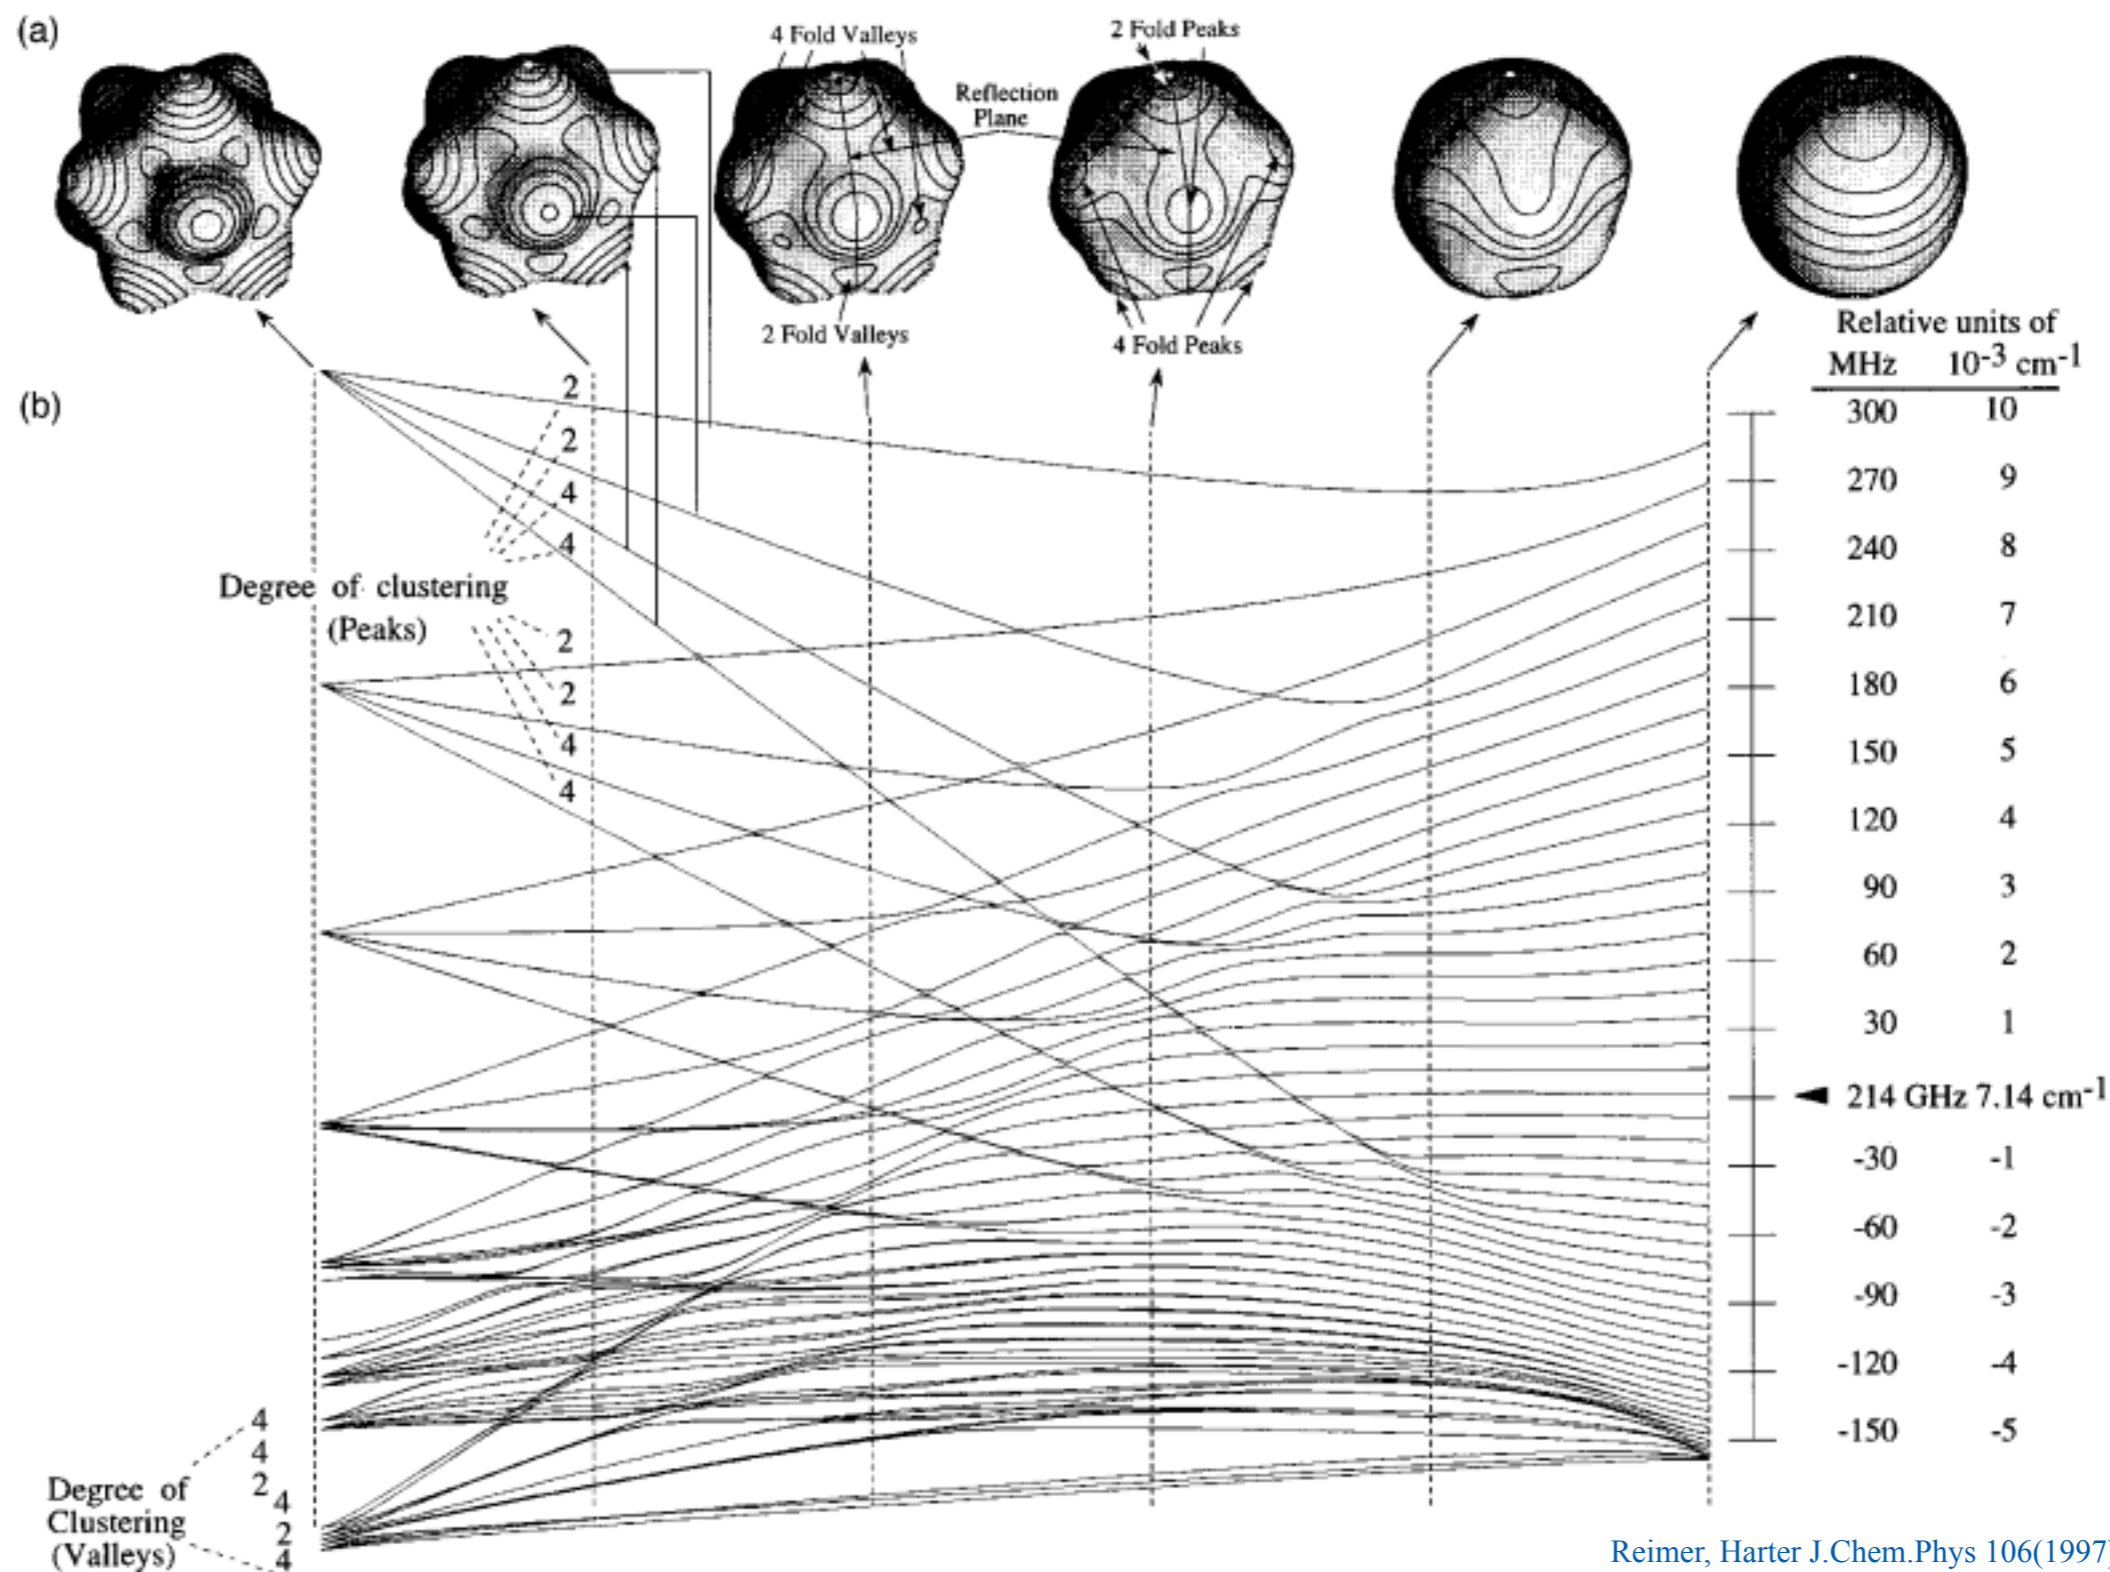 (a)
4 Fold Valleys
2 Fold Peaks
Reflection
Plane
2 Fold Valleys
4 Fold Peaks
Relative units of
MHz 10-3 cm-1
(b)
300 10
270 9
240 8
210 7
180 6
150 5
120 4
90 3
60 2
30 1
214 GHz 7.14 cm-1
-30 -1
-60 -2
-90 -3
-120 -4
-150 -5
2
2
4
4
Degree of clustering
(Peaks)
2
2
4
4
4
4
2
4
2
4
Degree of
Clustering
(Valleys)
Reimer, Harter J.Chem.Phys 106(1997)